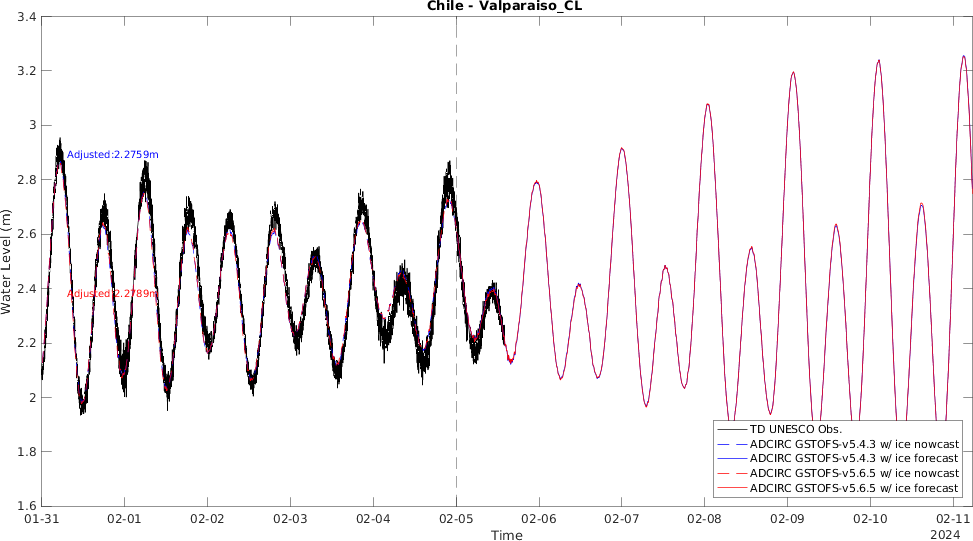 Chile - Valparaiso_CL
3.4
3.2
3
2.8
2.6
2.4
2.2
2
1.8
1.6
Water Level (m)
Adjusted:2.2759m
Adjusted:2.2789m
TD UNESCO Obs.
ADCIRC GSTOFS-v5.4.3 w/ ice nowcast
ADCIRC GSTOFS-v5.4.3 w/ ice forecast
ADCIRC GSTOFS-v5.6.5 w/ ice nowcast
ADCIRC GSTOFS-v5.6.5 w/ ice forecast
01-31 02-01 02-02 02-03 02-04 02-05 02-06 02-07 02-08 02-09 02-10 02-11
Time
2024